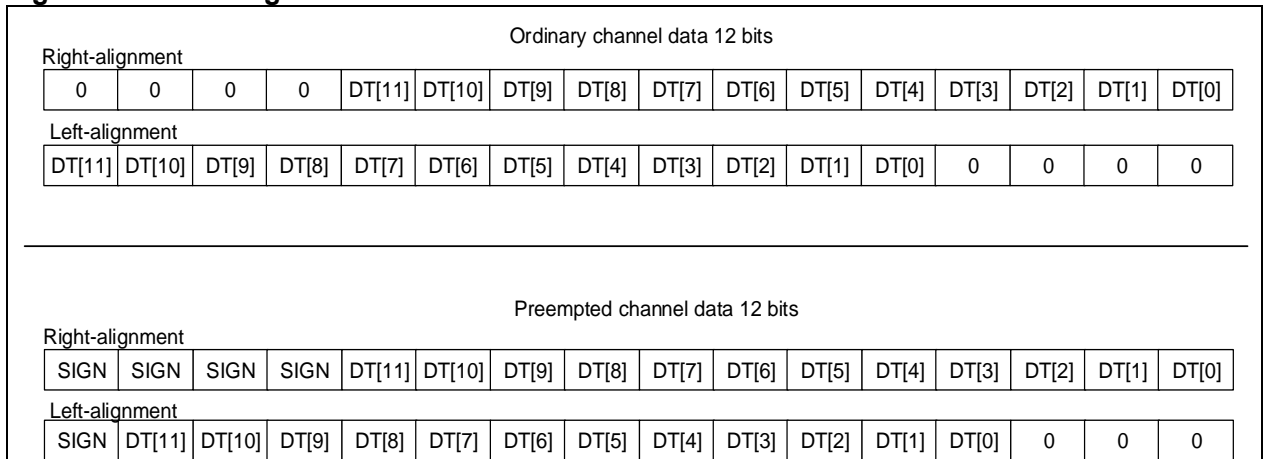 Ordinary channel data 12 bits
Right-alignment
0 0 0 0 DT[11] DT[10] DT[9] DT[8] DT[7] DT[6] DT[5] DT[4] DT[3] DT[2] DT[1] DT[0]
Left-alignment
DT[11] DT[10] DT[9] DT[8] DT[7] DT[6] DT[5] DT[4] DT[3] DT[2] DT[1] DT[0] 0 0 0 0
Preempted channel data 12 bits
Right-alignment
SIGN SIGN SIGN SIGN DT[11] DT[10] DT[9] DT[8] DT[7] DT[6] DT[5] DT[4] DT[3] DT[2] DT[1] DT[0]
Left-alignment
SIGN DT[11] DT[10] DT[9] DT[8] DT[7] DT[6] DT[5] DT[4] DT[3] DT[2] DT[1] DT[0] 0 0 0